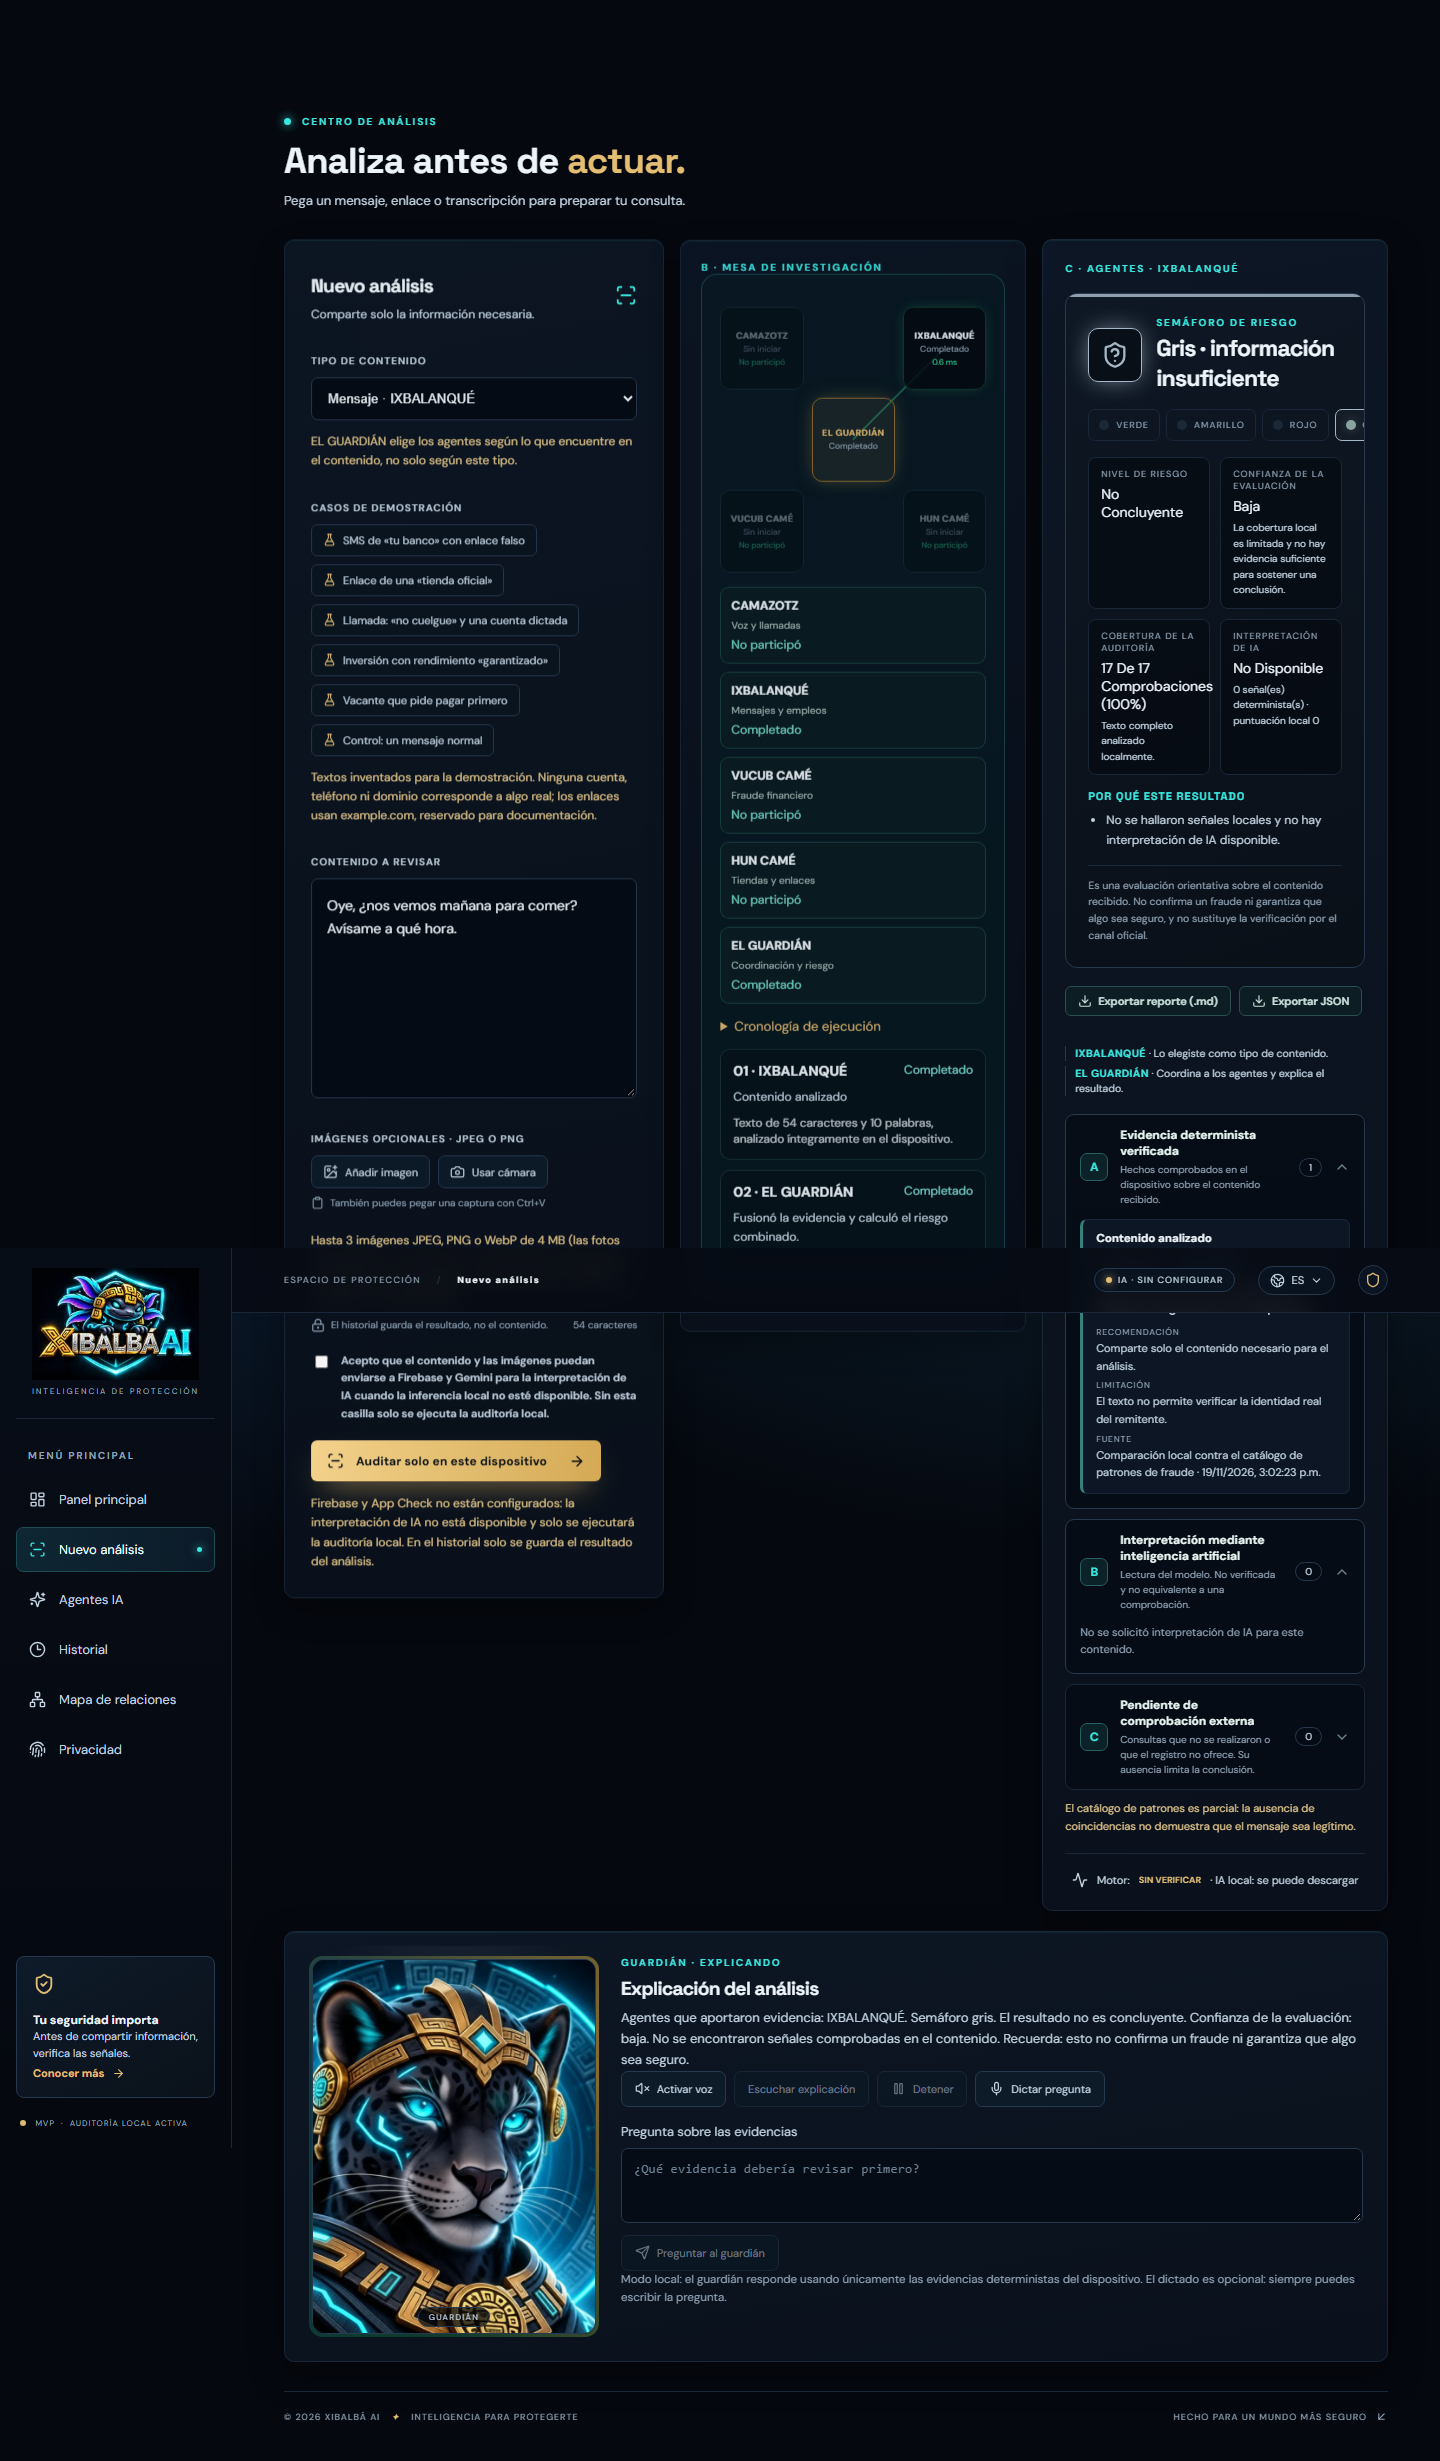 CENTRO DE ANÁLISIS
Analiza antes de actuar.
Pega un mensaje, enlace o transcripción para preparar tu consulta.
Nuevo análisis
Comparte solo la información necesaria.
TIPO DE CONTENIDO
Mensaje · IXBALANQUÉ
EL GUARDIÁN elige los agentes según lo que encuentre en
el contenido, no solo según este tipo.
CASOS DE DEMOSTRACIÓN
SMS de «tu banco» con enlace falso
Enlace de una «tienda oficial»
Llamada: «no cuelgue» y una cuenta dictada
Inversión con rendimiento «garantizado»
Vacante que pide pagar primero
Control: un mensaje normal
Textos inventados para la demostración. Ninguna cuenta,
teléfono ni dominio corresponde a algo real; los enlaces
usan example.com, reservado para documentación.
CONTENIDO A REVISAR
Oye, ¿nos vemos mañana para comer?
Avísame a qué hora.
IMÁGENES OPCIONALES · JPEG O PNG
Añadir imagen
Usar cámara
También puedes pegar una captura con Ctrl+V
Hasta 3 imágenes JPEG, PNG o WebP de 4 MB (las fotos
El historial guarda el resultado, no el contenido.
54 caracteres
Acepto que el contenido y las imágenes puedan
enviarse a Firebase y Gemini para la interpretación de
IA cuando la inferencia local no esté disponible. Sin esta
casilla solo se ejecuta la auditoría local.
Auditar solo en este dispositivo
Firebase y App Check no están configurados: la
interpretación de IA no está disponible y solo se ejecutará
la auditoría local. En el historial solo se guarda el resultado
del análisis.
B · MESA DE INVESTIGACIÓN
CAMAZOTZ
Sin iniciar
No participó
IXBALANQUÉ
Completado
0.6 ms
EL GUARDIÁN
Completado
VUCUB CAMÉ
Sin iniciar
No participó
HUN CAMÉ
Sin iniciar
No participó
CAMAZOTZ
Voz y llamadas
No participó
IXBALANQUÉ
Mensajes y empleos
Completado
VUCUB CAMÉ
Fraude financiero
No participó
HUN CAMÉ
Tiendas y enlaces
No participó
EL GUARDIÁN
Coordinación y riesgo
Completado
Cronología de ejecución
01 · IXBALANQUÉ
Completado
Contenido analizado
Texto de 54 caracteres y 10 palabras,
analizado íntegramente en el dispositivo.
02 · EL GUARDIÁN
Completado
Fusionó la evidencia y calculó el riesgo
combinado.
C · AGENTES · IXBALANQUÉ
SEMÁFORO DE RIESGO
Gris · información
insuficiente
VERDE
AMARILLO
ROJO
NIVEL DE RIESGO
No
Concluyente
CONFIANZA DE LA
EVALUACIÓN
Baja
La cobertura local
es limitada y no hay
evidencia suficiente
para sostener una
conclusión.
COBERTURA DE LA
AUDITORÍA
17 De 17
Comprobaciones
(100%)
Texto completo
analizado
localmente.
INTERPRETACIÓN
DE IA
No Disponible
0 señal(es)
determinista(s) ·
puntuación local 0
POR QUÉ ESTE RESULTADO
• No se hallaron señales locales y no hay
interpretación de IA disponible.
Es una evaluación orientativa sobre el contenido
recibido. No confirma un fraude ni garantiza que
algo sea seguro, y no sustituye la verificación por el
canal oficial.
Exportar reporte (.md)
Exportar JSON
IXBALANQUÉ · Lo elegiste como tipo de contenido.
EL GUARDIÁN · Coordina a los agentes y explica el
resultado.
A
Evidencia determinista
verificada
Hechos comprobados en el
dispositivo sobre el contenido
recibido.
1
Contenido analizado
RECOMENDACIÓN
Comparte solo el contenido necesario para el
análisis.
LIMITACIÓN
El texto no permite verificar la identidad real
del remitente.
FUENTE
Comparación local contra el catálogo de
patrones de fraude · 19/11/2026, 3:02:23 p.m.
B
Interpretación mediante
inteligencia artificial
Lectura del modelo. No verificada
y no equivalente a una
comprobación.
0
No se solicitó interpretación de IA para este
contenido.
C
Pendiente de
comprobación externa
Consultas que no se realizaron o
que el registro no ofrece. Su
ausencia limita la conclusión.
0
El catálogo de patrones es parcial: la ausencia de
coincidencias no demuestra que el mensaje sea legítimo.
Motor: SIN VERIFICAR · IA local: se puede descargar
ESPACIO DE PROTECCIÓN / Nuevo análisis
IA · SIN CONFIGURAR
ES
XIBALBÁ AI
INTELIGENCIA DE PROTECCIÓN
MENÚ PRINCIPAL
Panel principal
Nuevo análisis
Agentes IA
Historial
Mapa de relaciones
Privacidad
Tu seguridad importa
Antes de compartir información,
verifica las señales.
Conocer más
MVP · AUDITORÍA LOCAL ACTIVA
GUARDIÁN
GUARDIÁN · EXPLICANDO
Explicación del análisis
Agentes que aportaron evidencia: IXBALANQUÉ. Semáforo gris. El resultado no es concluyente. Confianza de la evaluación:
baja. No se encontraron señales comprobadas en el contenido. Recuerda: esto no confirma un fraude ni garantiza que algo
sea seguro.
Activar voz
Escuchar explicación
Detener
Dictar pregunta
Pregunta sobre las evidencias
¿Qué evidencia debería revisar primero?
Preguntar al guardián
Modo local: el guardián responde usando únicamente las evidencias deterministas del dispositivo. El dictado es opcional: siempre puedes
escribir la pregunta.
© 2026 XIBALBÁ AI
INTELIGENCIA PARA PROTEGERTE
HECHO PARA UN MUNDO MÁS SEGURO